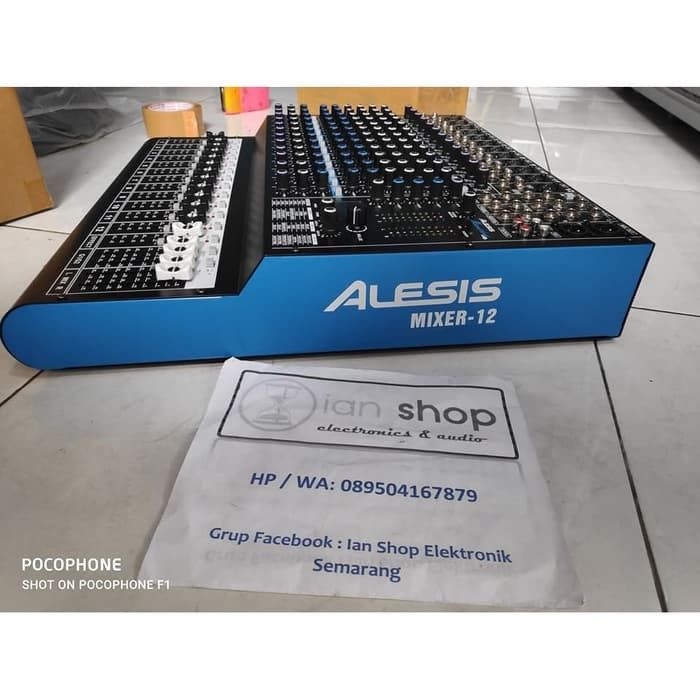 ALESIS
MIXER-12
ian shop
electronics & audio
HP / WA: 089504167879
Grup Facebook : Ian Shop Elektronik
Semarang
POCOPHONE
SHOT ON POCOPHONE F1